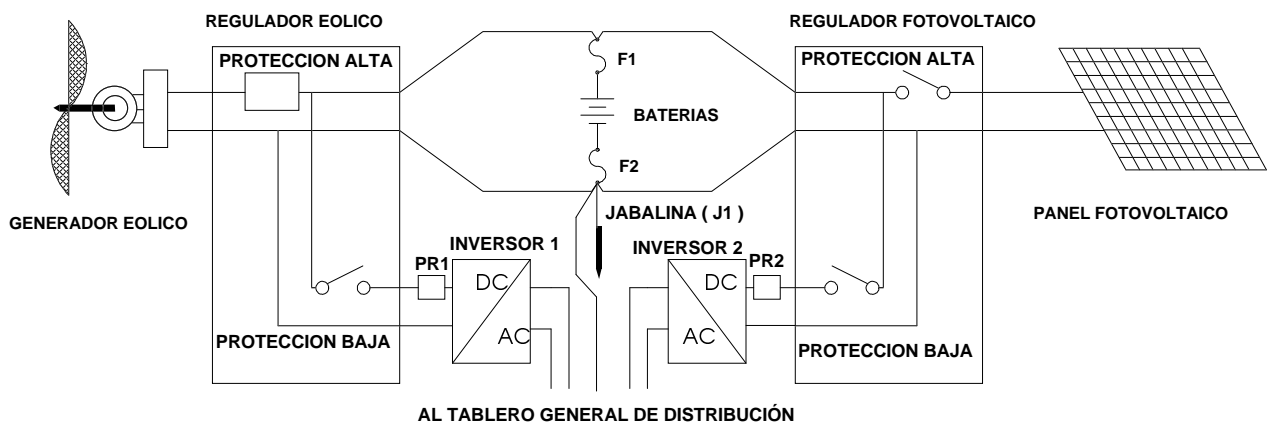 REGULADOR EOLICO
REGULADOR FOTOVOLTAICO
PROTECCION ALTA
F1
PROTECCION ALTA
BATERIAS
F2
GENERADOR EOLICO
JABALINA ( J1 )
PANEL FOTOVOLTAICO
INVERSOR 1
INVERSOR 2
PR1
PR2
DC
DC
AC
AC
PROTECCION BAJA
PROTECCION BAJA
AL TABLERO GENERAL DE DISTRIBUCIÓN